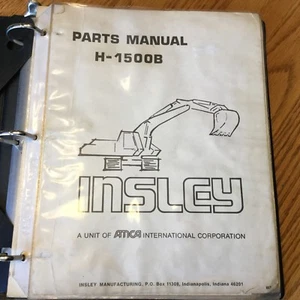 PARTS MANUAL
H-1500B
INSLEY
A UNIT OF AMCA INTERNATIONAL CORPORATION
INSLEY MANUFACTURING, P.O. Box 11308, Indianapolis, Indiana 46201